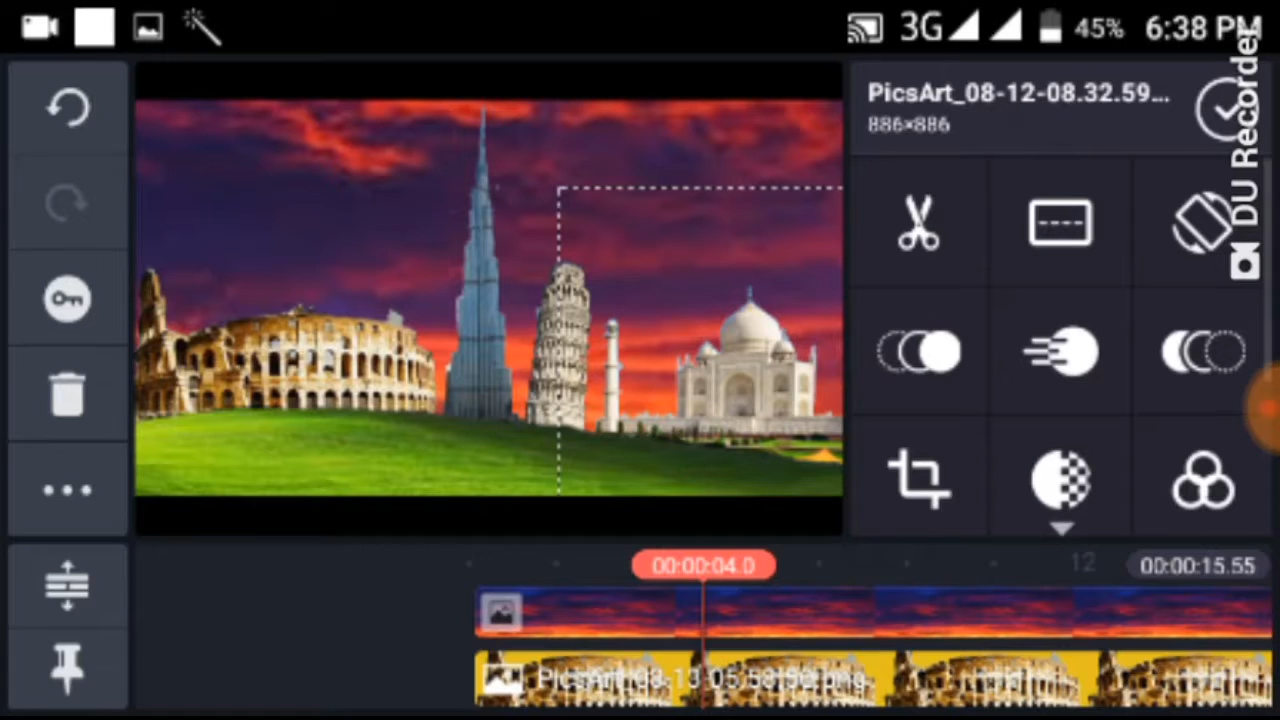 3G 45% 6:38 PM
DU Recorder
PicsArt_08-12-08.32.59...
886×886
00:00:04.0
12
00:00:15.55